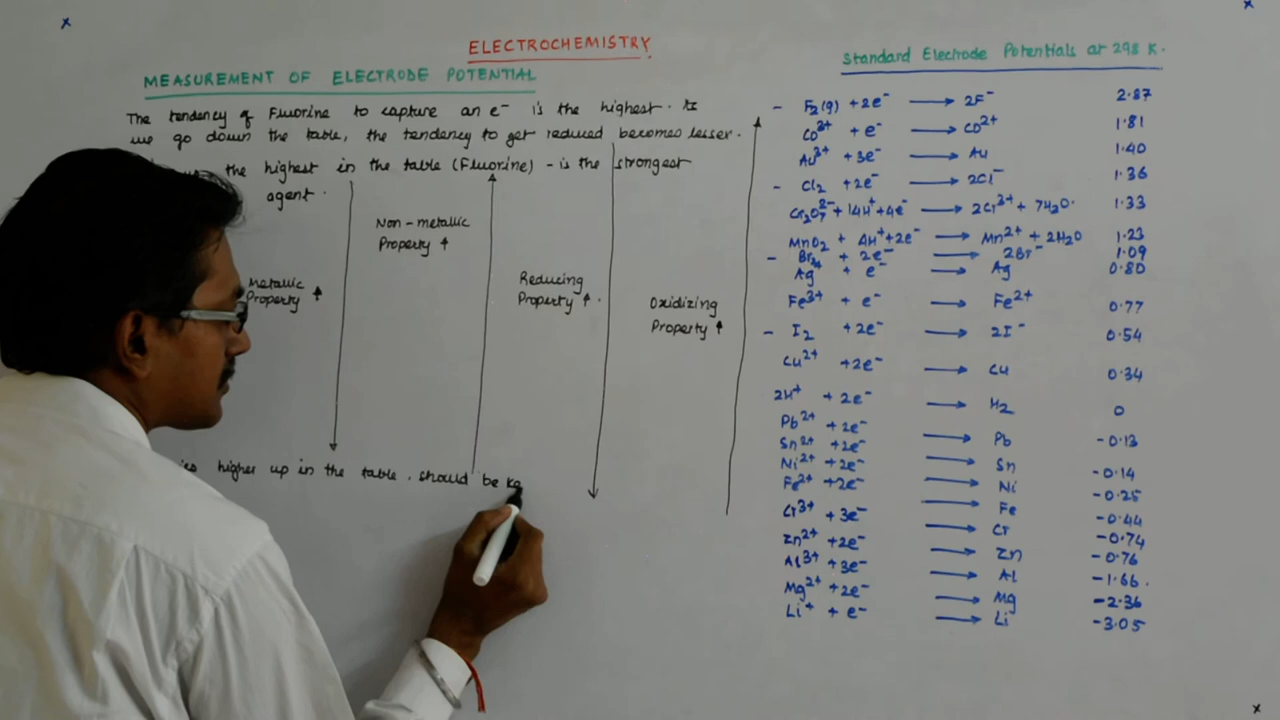 ELECTROCHEMISTRY
MEASUREMENT OF ELECTRODE POTENTIAL
The tendency of Fluorine to capture an e⁻ is the highest. As
we go down the table, the tendency to get reduced becomes lesser.
the highest in the table (Fluorine) - is the strongest
agent.
Non-metallic
Property ↑
Metallic
Property ↑
Reducing
Property ↑.
Oxidizing
Property ↑
higher up in the table, should be
Standard Electrode Potentials at 298 K.
- F₂(g) + 2e⁻ → 2F⁻ 2.87
Co³⁺ + e⁻ → Co²⁺ 1.81
Au³⁺ + 3e⁻ → Au 1.40
- Cl₂ + 2e⁻ → 2Cl⁻ 1.36
Cr₂O₇²⁻ + 14H⁺ + 4e⁻ → 2Cr³⁺ + 7H₂O. 1.33
MnO₂ + 4H⁺ + 2e⁻ → Mn²⁺ + 2H₂O 1.23
- Br₂ + 2e⁻ → 2Br⁻ 1.09
Ag⁺ + e⁻ → Ag 0.80
Fe³⁺ + e⁻ → Fe²⁺ 0.77
- I₂ + 2e⁻ → 2I⁻ 0.54
Cu²⁺ + 2e⁻ → Cu 0.34
2H⁺ + 2e⁻ → H₂ 0
Pb²⁺ + 2e⁻ → Pb -0.13
Sn²⁺ + 2e⁻ → Sn -0.14
Ni²⁺ + 2e⁻ → Ni -0.25
Fe²⁺ + 2e⁻ → Fe -0.44
Cr³⁺ + 3e⁻ → Cr -0.74
Zn²⁺ + 2e⁻ → Zn -0.76
Al³⁺ + 3e⁻ → Al -1.66.
Mg²⁺ + 2e⁻ → Mg -2.36
Li⁺ + e⁻ → Li -3.05